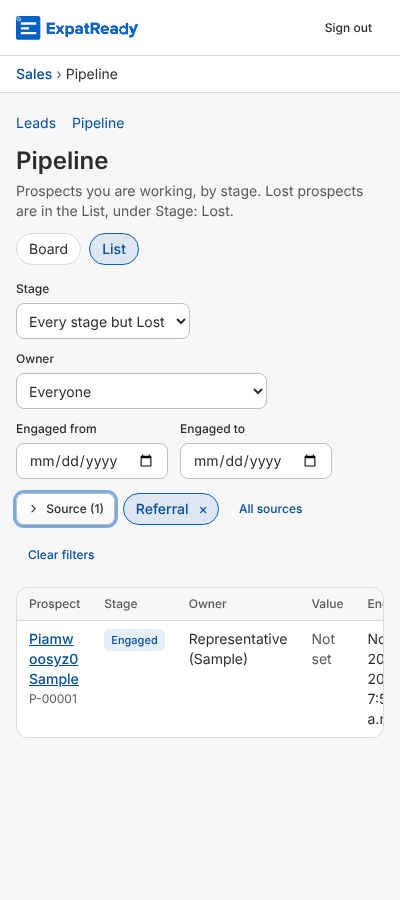 ExpatReady
Sign out
Sales › Pipeline
Leads Pipeline
Pipeline
Prospects you are working, by stage. Lost prospects
are in the List, under Stage: Lost.
Board List
Stage
Every stage but Lost
Owner
Everyone
Engaged from Engaged to
mm/dd/yyyy mm/dd/yyyy
Source (1) Referral × All sources
Clear filters
Prospect Stage Owner Value
Piamw Engaged Representative Not
oosyz0 (Sample) set
Sample
P-00001